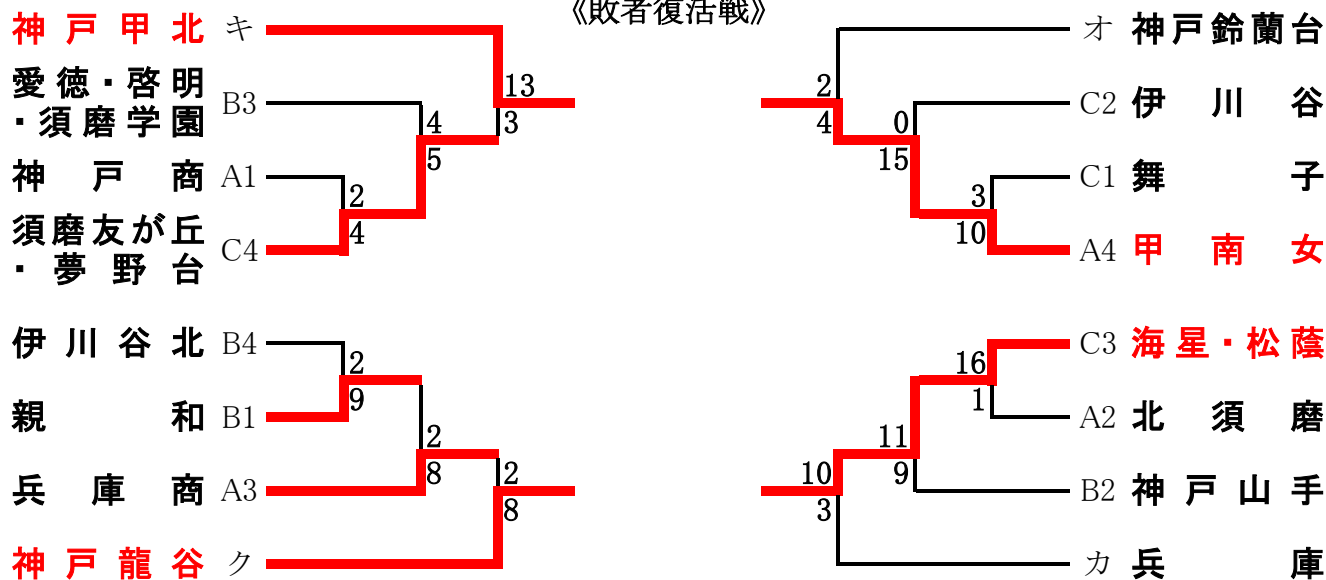 《敗者復活戦》
神戸甲北 キ
愛徳・啓明
・須磨学園 B3
神戸商 A1
須磨友が丘
・夢野台 C4
13
3
4
5
2
4
伊川谷北 B4
親和 B1
兵庫商 A3
神戸龍谷 ク
2
9
2
8
2
8
オ 神戸鈴蘭台
C2 伊川谷
C1 舞子
A4 甲南女
2
4
0
15
3
10
C3 海星・松蔭
A2 北須磨
B2 神戸山手
カ 兵庫
16
1
11
9
10
3